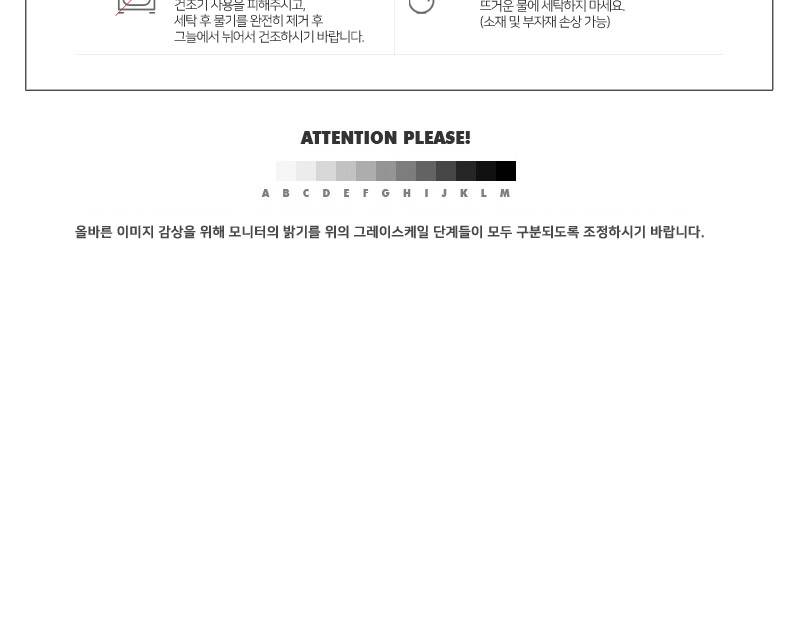 건조기 사용을 피해주시고,
세탁 후 물기를 완전히 제거 후
그늘에서 뉘어서 건조하시기 바랍니다.
뜨거운 물에 세탁하지 마세요.
(소재 및 부자재 손상 가능)
ATTENTION PLEASE!
A B C D E F G H I J K L M
올바른 이미지 감상을 위해 모니터의 밝기를 위의 그레이스케일 단계들이 모두 구분되도록 조정하시기 바랍니다.